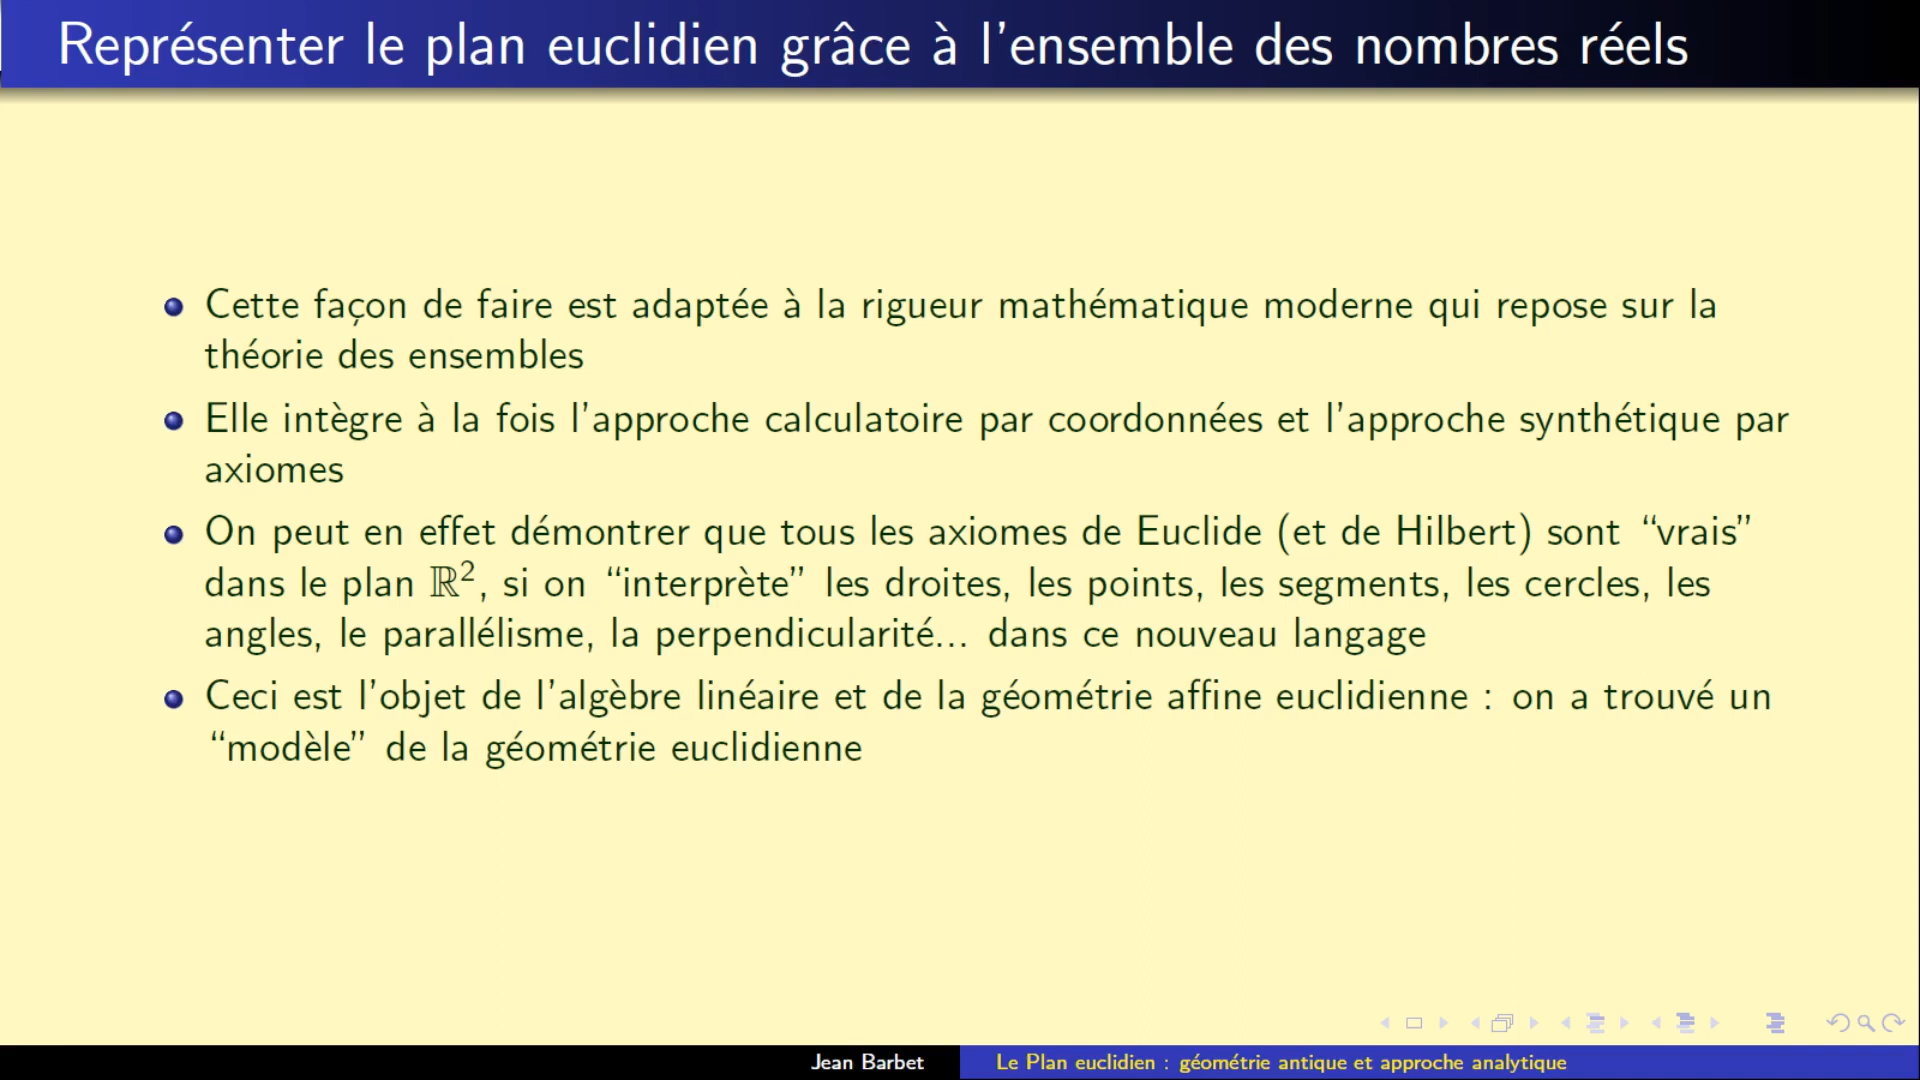 Représenter le plan euclidien grâce à l'ensemble des nombres réels
Cette façon de faire est adaptée à la rigueur mathématique moderne qui repose sur la
théorie des ensembles
Elle intègre à la fois l'approche calculatoire par coordonnées et l'approche synthétique par
axiomes
On peut en effet démontrer que tous les axiomes de Euclide (et de Hilbert) sont “vrais”
dans le plan ℝ², si on “interprète” les droites, les points, les segments, les cercles, les
angles, le parallélisme, la perpendicularité... dans ce nouveau langage
Ceci est l'objet de l'algèbre linéaire et de la géométrie affine euclidienne : on a trouvé un
“modèle” de la géométrie euclidienne
Jean Barbet
Le Plan euclidien : géométrie antique et approche analytique